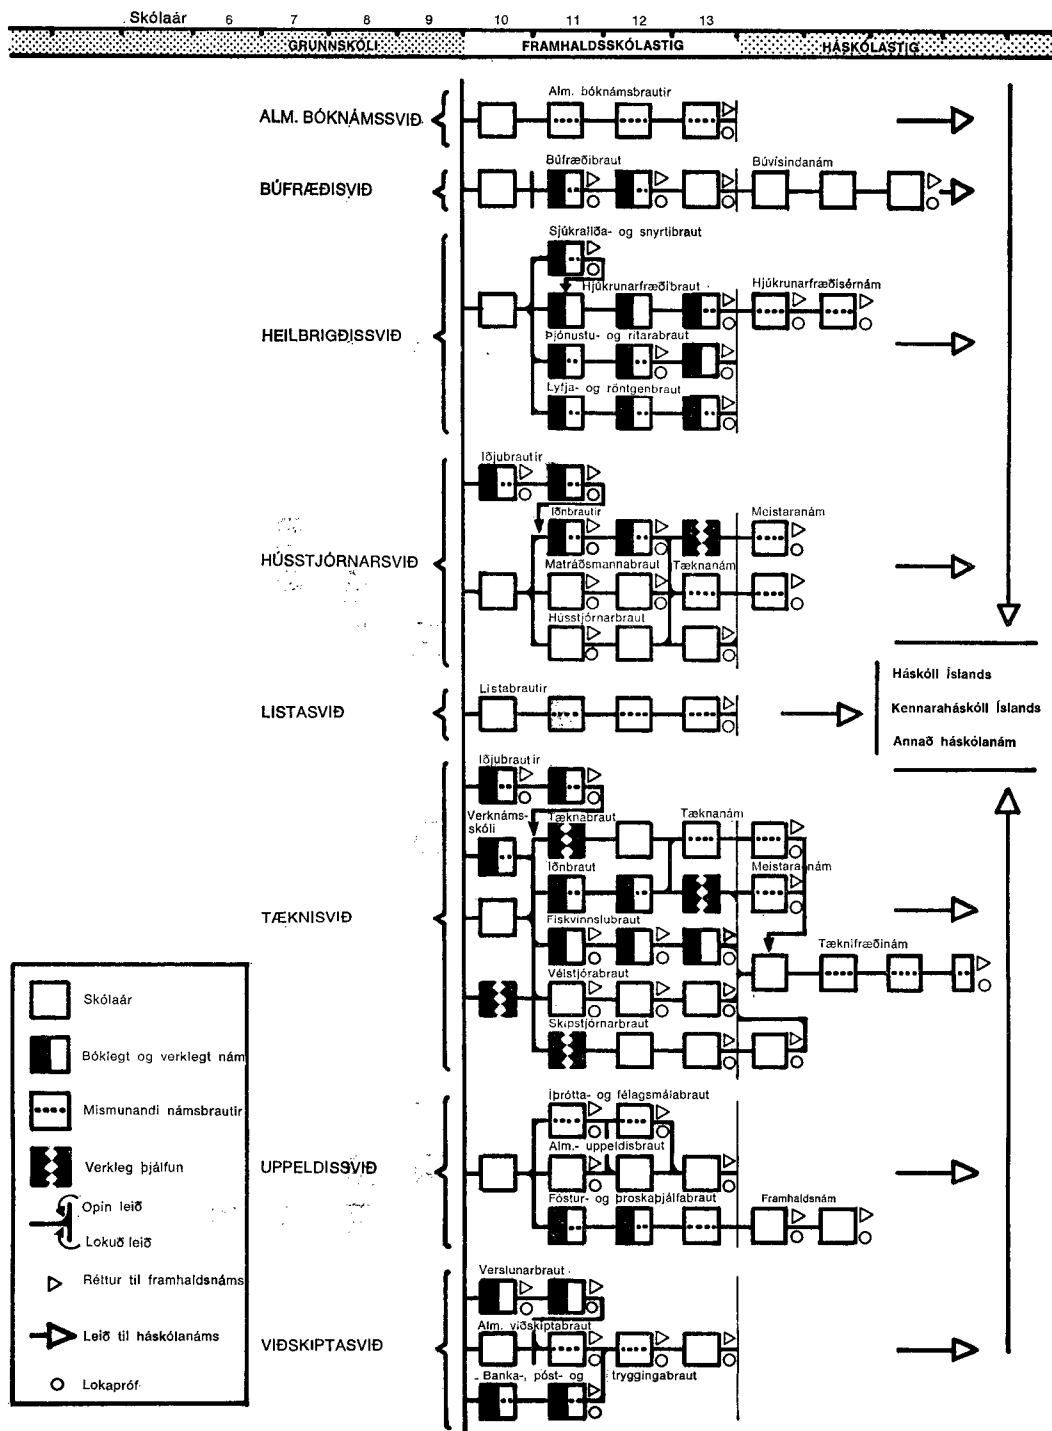 Skólaár 6 7 8 9 10 11 12 13
GRUNNSKÓLI FRAMHALDSSKÓLASTIG HÁSKÓLASTIG
Alm. bóknámsbrautir
ALM. BÓKNÁMSSVIÐ
Búfræðibraut Búvísindanám
BÚFRÆÐISVIÐ
Sjúkraliða- og snyrtibraut
Hjúkrunarfræðibraut Hjúkrunarfræðisérnám
HEILBRIGÐISSVIÐ
Þjónustu- og ritarabraut
Lyfja- og röntgenbraut
Iðjubrautir
Iðnbrautir Meistaranám
HÚSSTJÓRNARSVIÐ
Matráðsmannabraut Tæknanám
Hússtjórnarbraut
Háskóli Íslands
Kennaraháskóli Íslands
Annað háskólanám
Listabrautir
LISTASVIÐ
Iðjubrautir
Verknáms-
skóli
Tæknabraut Tæknanám
Iðnbraut Meistaranám
TÆKNISVIÐ
Fiskvinnslubraut
Tæknifræðinám
Vélstjórabraut
Skipstjórnarbraut
Íþrótta- og félagsmálabraut
Alm.- uppeldisbraut
UPPELDISSVIÐ
Fóstur- og þroskaþjálfabraut Framhaldsnám
Verslunarbraut
Alm. viðskiptabraut
VIÐSKIPTASVIÐ
Banka-, póst- og tryggingabraut
Skólaár
Bóklegt og verklegt nám
Mismunandi námsbrautir
Verkleg þjálfun
Opin leið
Lokuð leið
Réttur til framhaldsnáms
Leið til háskólanáms
Lokapróf